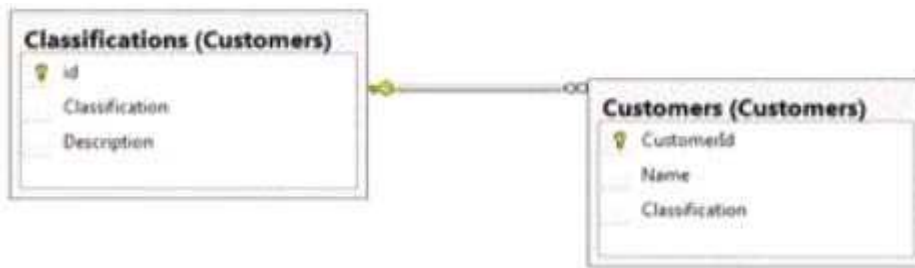 Classifications (Customers)
id
Classification
Description
Customers (Customers)
CustomerId
Name
Classification